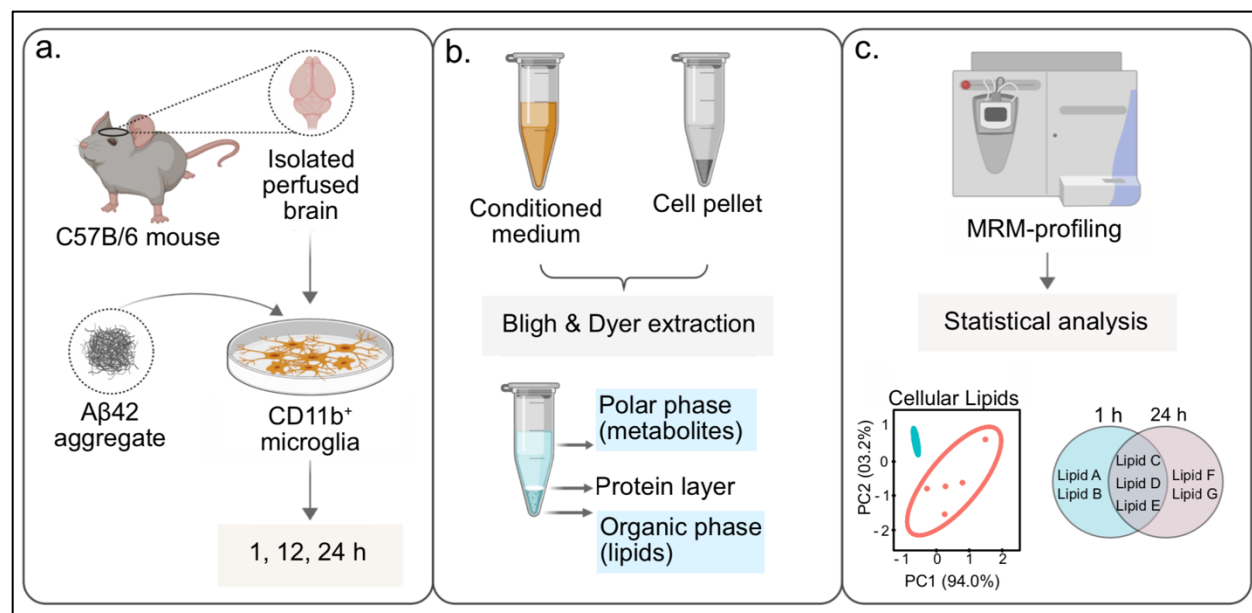 a.
Isolated
perfused
brain
C57B/6 mouse
Aβ42
aggregate
CD11b⁺
microglia
1, 12, 24 h
b.
Conditioned
medium
Cell pellet
Bligh & Dyer extraction
Polar phase
(metabolites)
Protein layer
Organic phase
(lipids)
c.
MRM-profiling
Statistical analysis
Cellular Lipids
PC2 (03.2%)
1
0
-1
-2
-1 0 1 2
PC1 (94.0%)
1 h 24 h
Lipid A
Lipid B
Lipid C
Lipid D
Lipid E
Lipid F
Lipid G